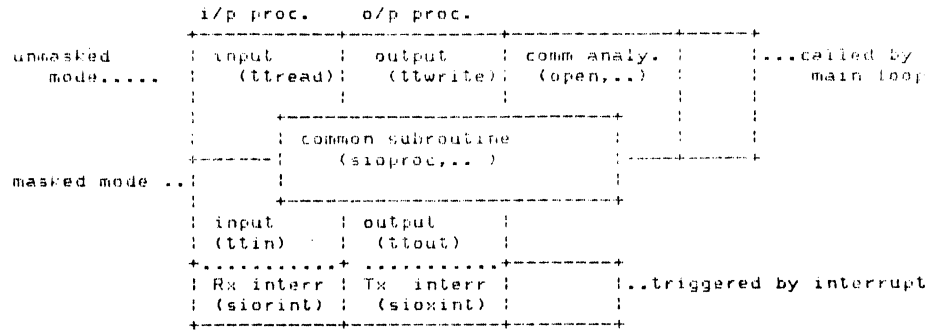 i/p proc. o/p proc.
unmasked input output comm analy. ...called by
mode..... (ttread) (ttwrite) (open,..) main loop
common subroutine
(sioproc,.. )
masked mode ..
input output
(ttin) (ttout)
Rx interr Tx interr ..triggered by interrupt
(siorint) (sioxint)